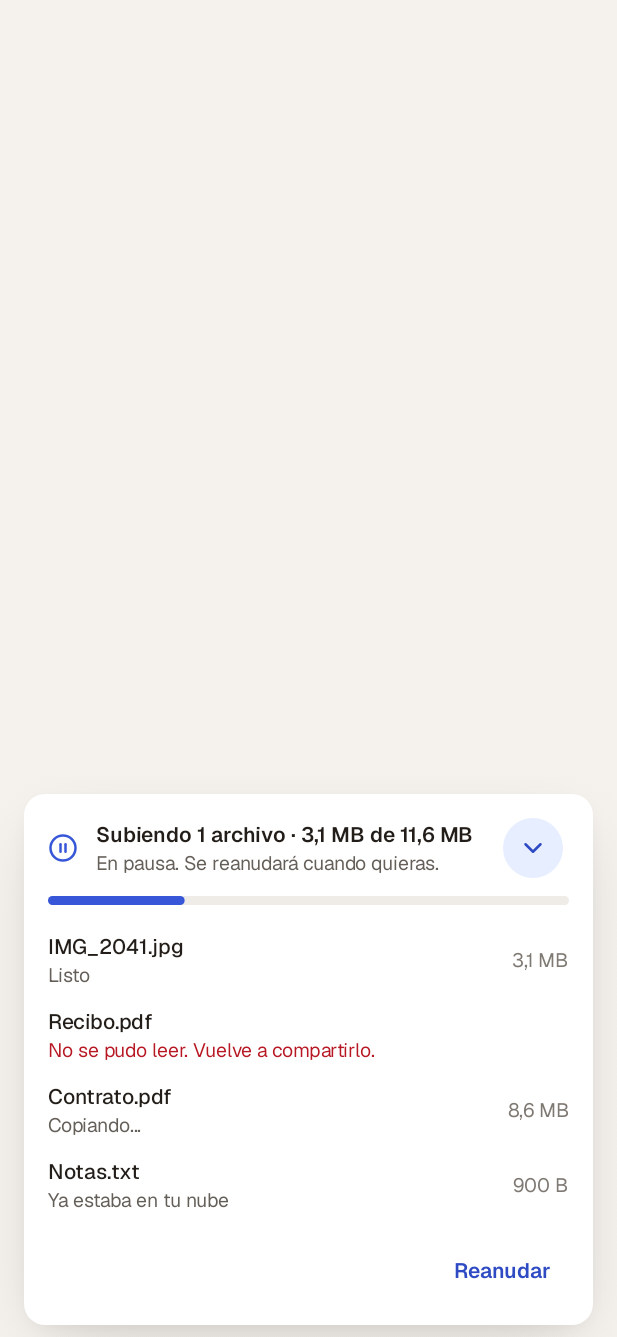 Subiendo 1 archivo · 3,1 MB de 11,6 MB
En pausa. Se reanudará cuando quieras.
IMG_2041.jpg
3,1 MB
Listo
Recibo.pdf
No se pudo leer. Vuelve a compartirlo.
Contrato.pdf
8,6 MB
Copiando...
Notas.txt
900 B
Ya estaba en tu nube
Reanudar